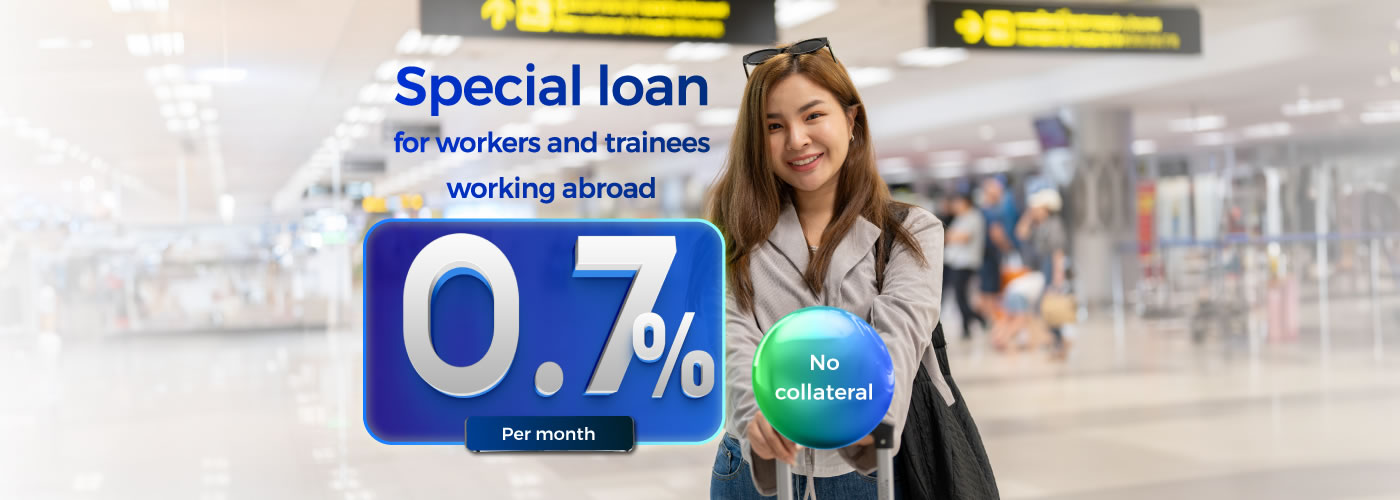 Special loan
for workers and trainees
working abroad
0.7%
Per month
No
collateral